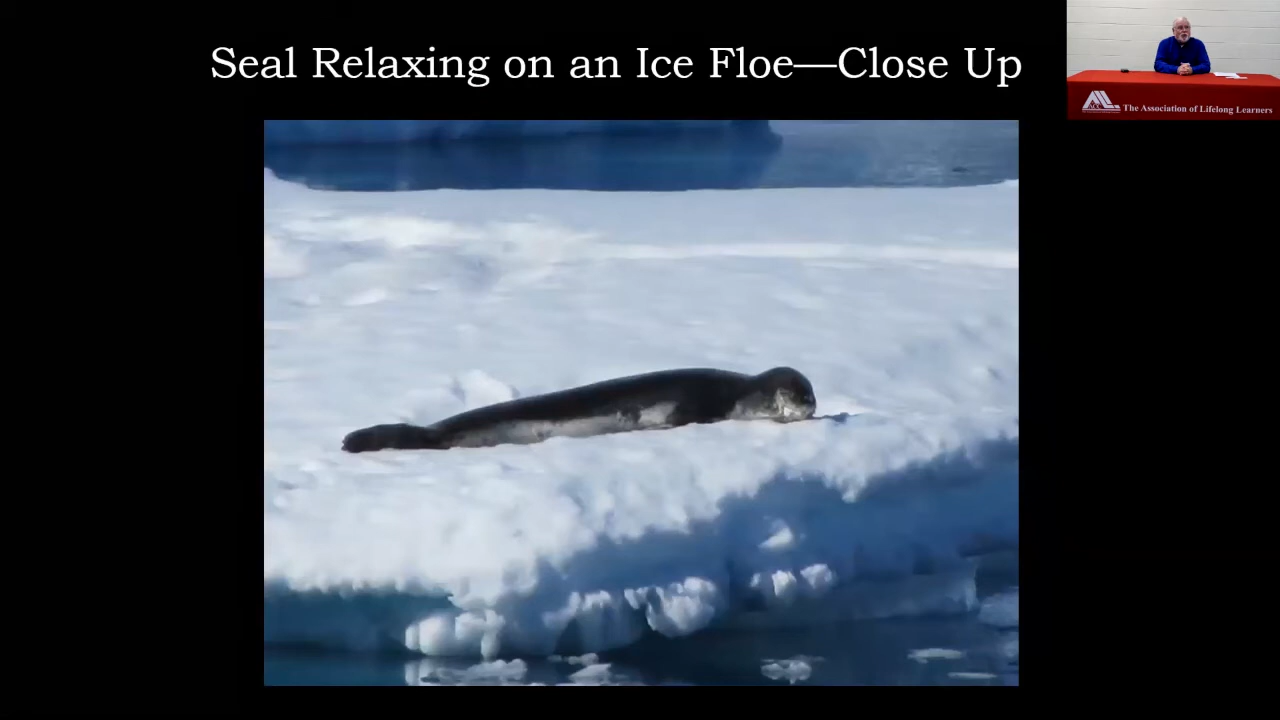 Seal Relaxing on an Ice Floe—Close Up
The Association of Lifelong Learners